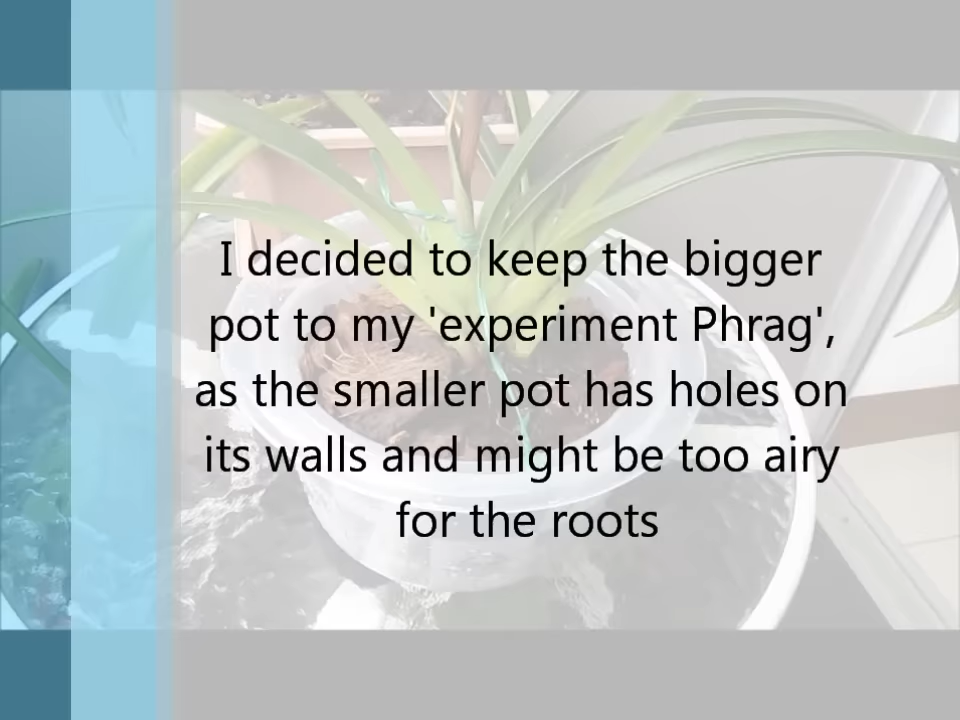 I decided to keep the bigger
pot to my 'experiment Phrag',
as the smaller pot has holes on
its walls and might be too airy
for the roots